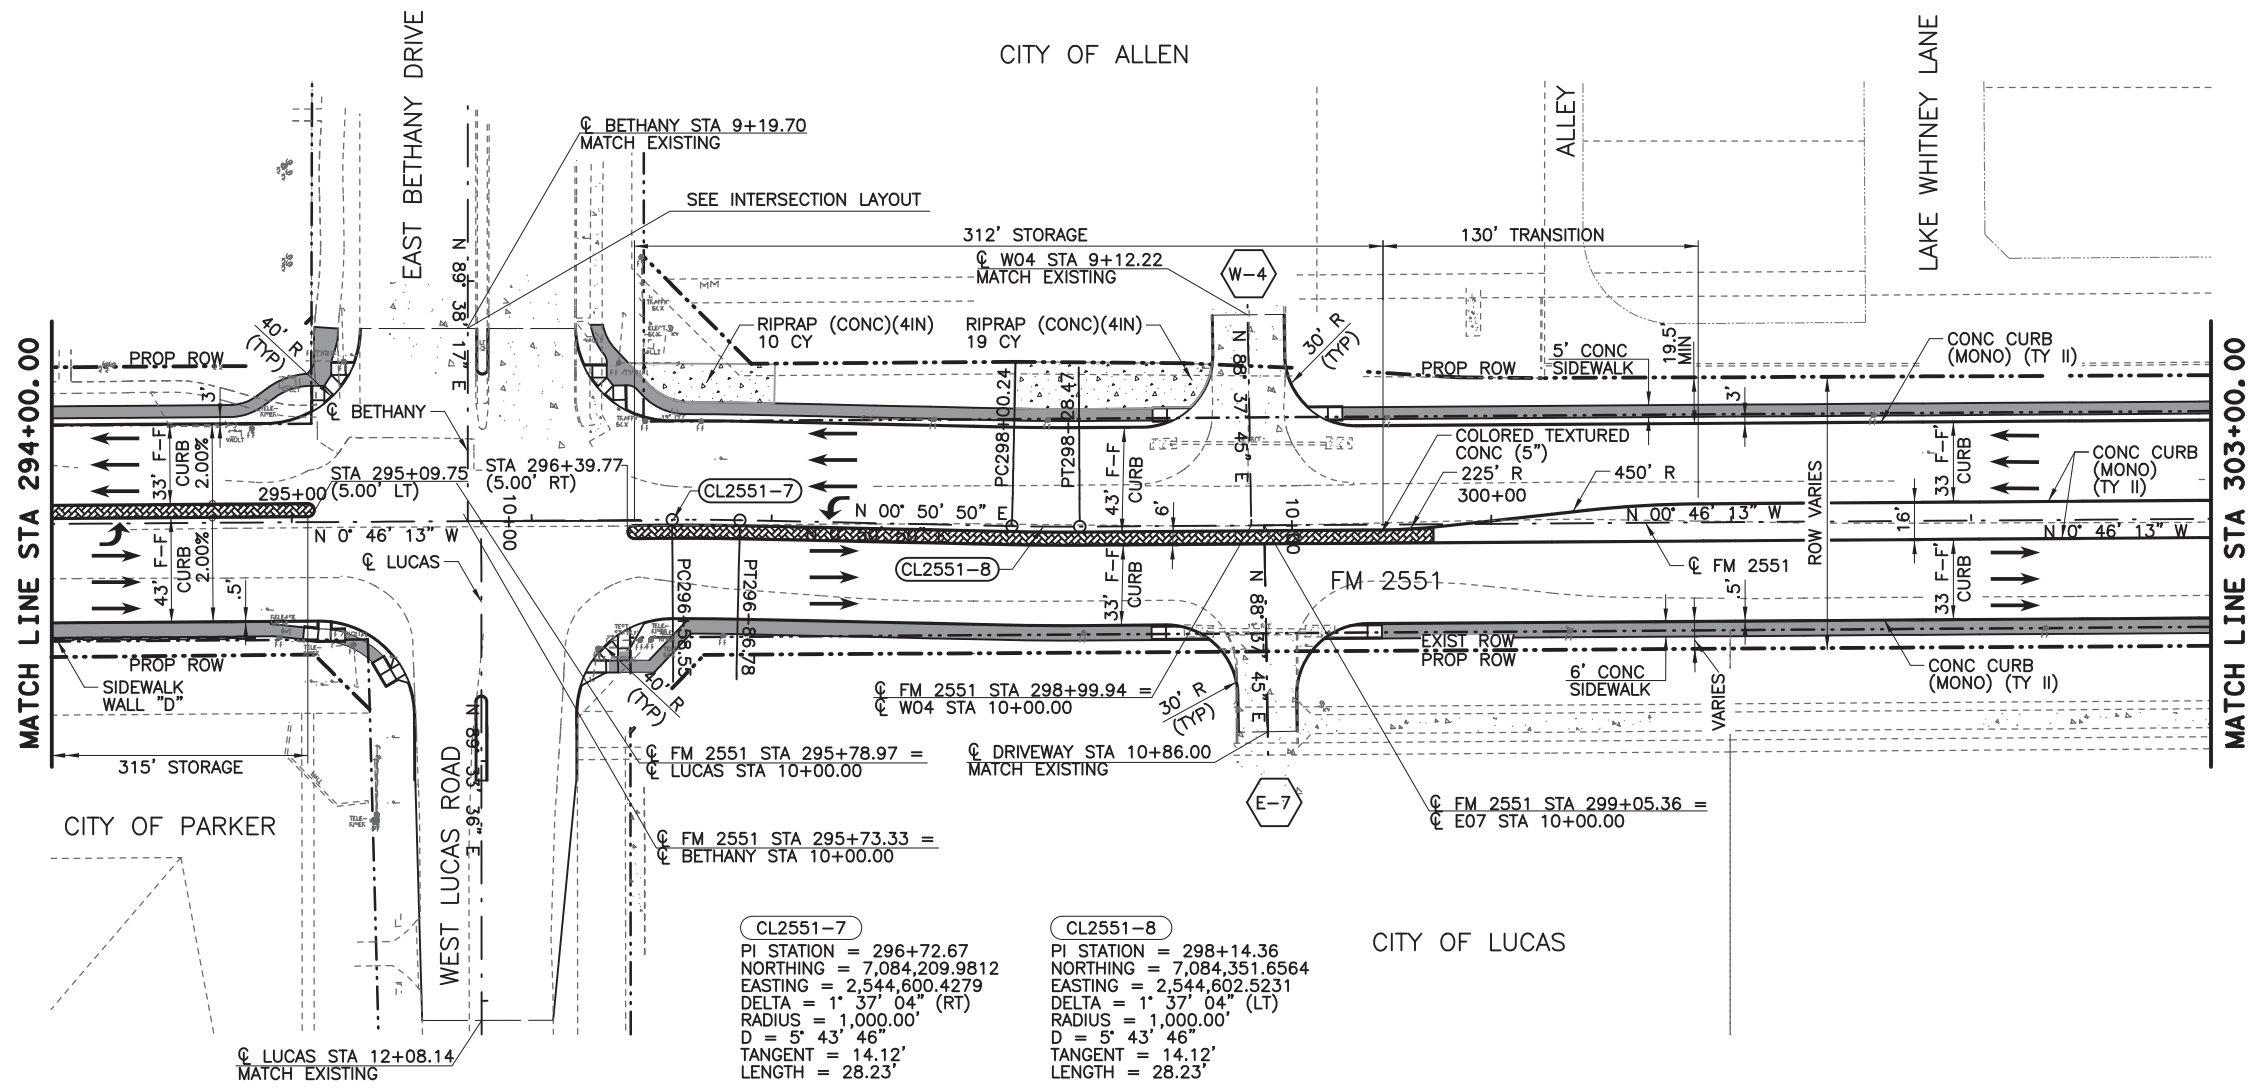 CITY OF ALLEN
EAST BETHANY DRIVE
ALLEY
LAKE WHITNEY LANE
℄ BETHANY STA 9+19.70
MATCH EXISTING
SEE INTERSECTION LAYOUT
312' STORAGE
130' TRANSITION
℄ W04 STA 9+12.22
MATCH EXISTING
W-4
N 89° 38' 17" E
40' R
(TYP)
RIPRAP (CONC)(4IN)
10 CY
RIPRAP (CONC)(4IN)
19 CY
30' R
(TYP)
N 88° 37' 45" E
19.5'
MIN
CONC CURB
(MONO) (TY II)
5' CONC
SIDEWALK
PROP ROW
PROP ROW
MATCH LINE STA 294+00.00
MATCH LINE STA 303+00.00
3'
3'
℄ BETHANY
33' F-F
CURB
2.00%
STA 295+09.75
(5.00' LT)
STA 296+39.77
(5.00' RT)
295+00
10+00
CL2551-7
PC298+00.24
PT298+28.47
43' F-F
CURB
9'
COLORED TEXTURED
CONC (5")
225' R
450' R
300+00
10+00
33' F-F
CURB
CONC CURB
(MONO)
(TY II)
N 00° 50' 50" E
N 0° 46' 13" W
N 00° 46' 13" W
N 0° 46' 13" W
16'
ROW VARIES
43' F-F
CURB
2.00%
.5'
℄ LUCAS
CL2551-8
PC296+58.55
PT296+86.78
33' F-F
CURB
FM 2551
℄ FM 2551
.5'
33' F-F
CURB
N 88° 37' 45" E
EXIST ROW
PROP ROW
PROP ROW
SIDEWALK
WALL "D"
40' R
(TYP)
30' R
(TYP)
6' CONC
SIDEWALK
VARIES
CONC CURB
(MONO) (TY II)
315' STORAGE
℄ FM 2551 STA 298+99.94 =
℄ W04 STA 10+00.00
℄ FM 2551 STA 295+78.97 =
℄ LUCAS STA 10+00.00
℄ DRIVEWAY STA 10+86.00
MATCH EXISTING
E-7
℄ FM 2551 STA 299+05.36 =
℄ E07 STA 10+00.00
CITY OF PARKER
WEST LUCAS ROAD
N 89° 33' 36" E
℄ FM 2551 STA 295+73.33 =
℄ BETHANY STA 10+00.00
CITY OF LUCAS
℄ LUCAS STA 12+08.14
MATCH EXISTING
CL2551-7
PI STATION = 296+72.67
NORTHING = 7,084,209.9812
EASTING = 2,544,600.4279
DELTA = 1° 37' 04" (RT)
RADIUS = 1,000.00'
D = 5° 43' 46"
TANGENT = 14.12'
LENGTH = 28.23'
CL2551-8
PI STATION = 298+14.36
NORTHING = 7,084,351.6564
EASTING = 2,544,602.5231
DELTA = 1° 37' 04" (LT)
RADIUS = 1,000.00'
D = 5° 43' 46"
TANGENT = 14.12'
LENGTH = 28.23'